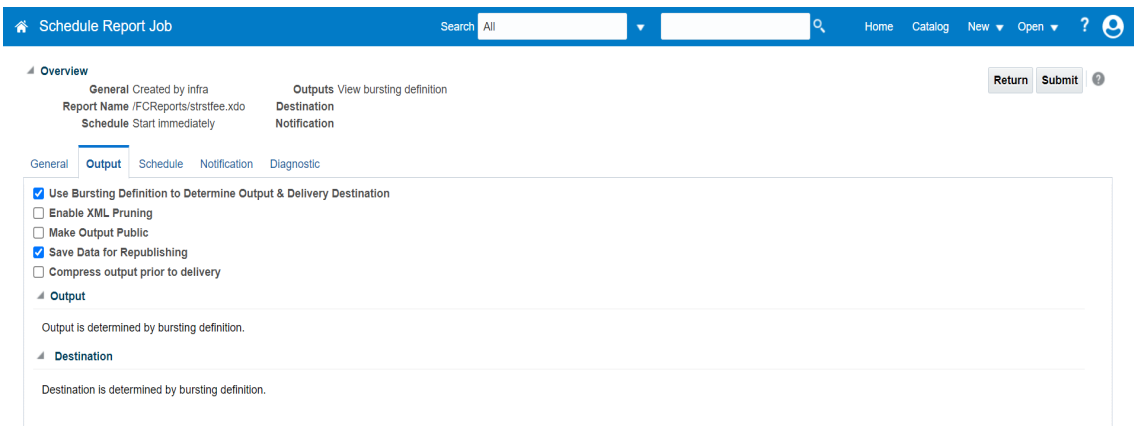 Schedule Report Job Search All Home Catalog New Open ?
Overview
General Created by infra Outputs View bursting definition
Return Submit ?
Report Name /FCReports/strstfee.xdo Destination
Schedule Start immediately Notification
General Output Schedule Notification Diagnostic
Use Bursting Definition to Determine Output & Delivery Destination
Enable XML Pruning
Make Output Public
Save Data for Republishing
Compress output prior to delivery
Output
Output is determined by bursting definition.
Destination
Destination is determined by bursting definition.